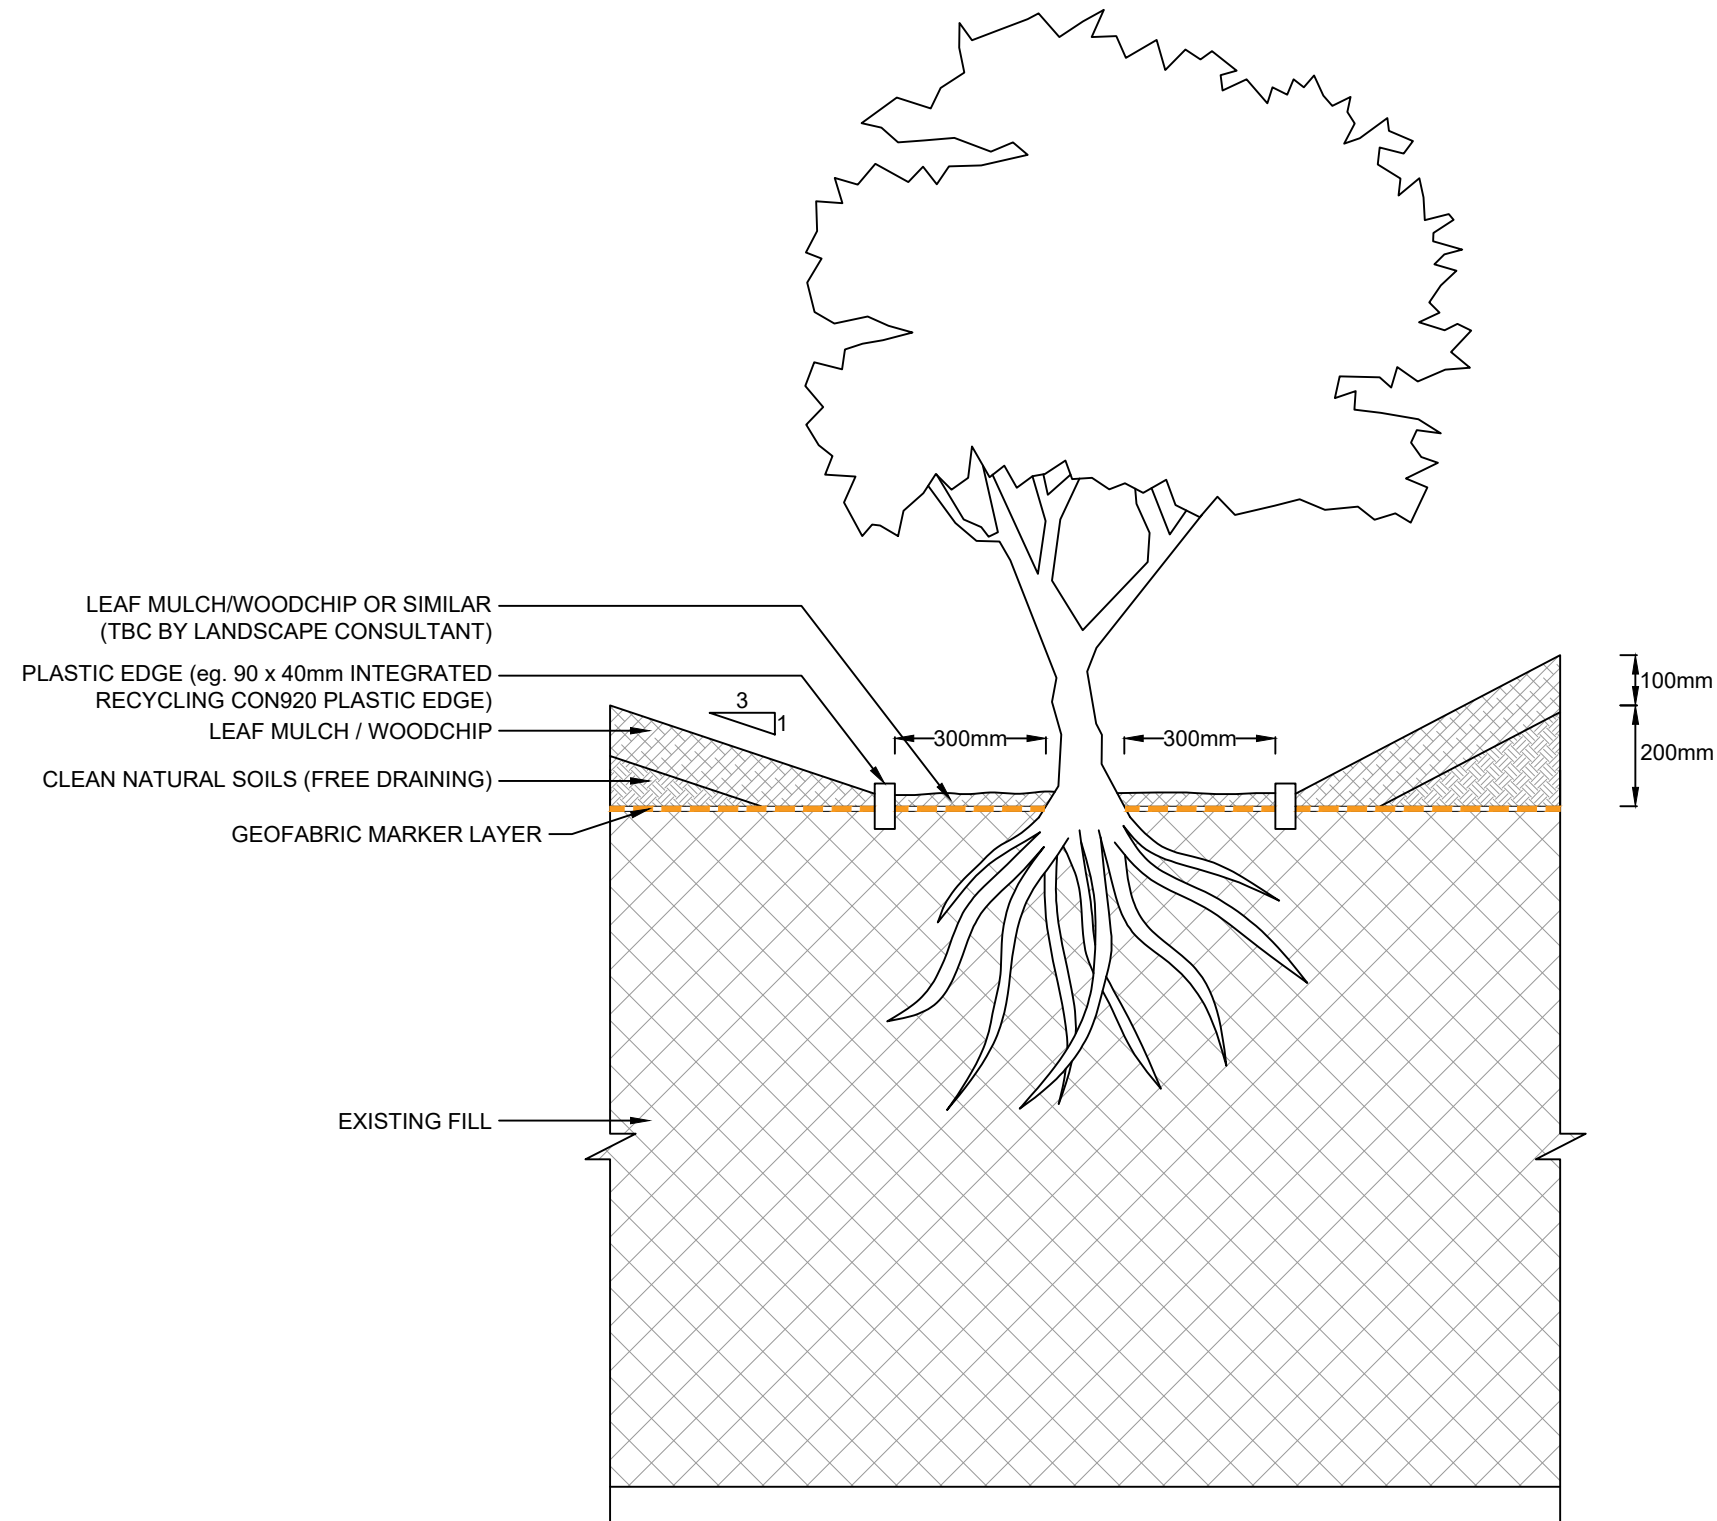 LEAF MULCH/WOODCHIP OR SIMILAR
(TBC BY LANDSCAPE CONSULTANT)
PLASTIC EDGE (eg. 90 x 40mm INTEGRATED
RECYCLING CON920 PLASTIC EDGE)
LEAF MULCH / WOODCHIP
CLEAN NATURAL SOILS (FREE DRAINING)
GEOFABRIC MARKER LAYER
EXISTING FILL
3
1
300mm
300mm
100mm
200mm